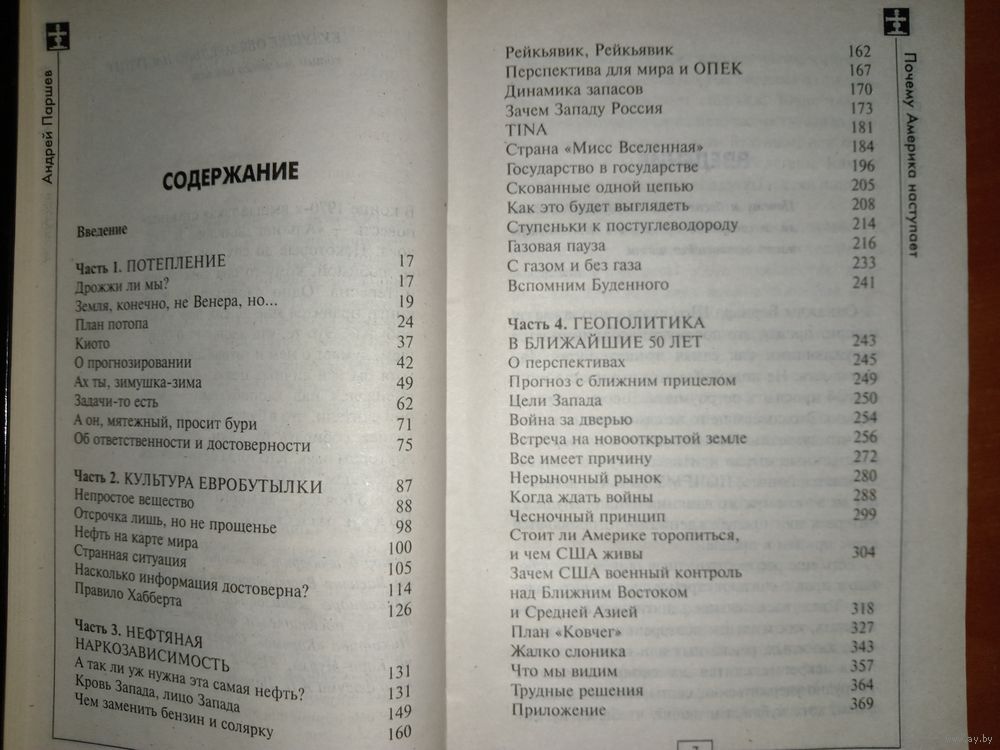 Андрей Паршев
СОДЕРЖАНИЕ
Введение
Часть 1. ПОТЕПЛЕНИЕ 17
Дрожжи ли мы? 17
Земля, конечно, не Венера, но... 19
План потопа 24
Киото 37
О прогнозировании 42
Ах ты, зимушка-зима 49
Задачи-то есть 62
А он, мятежный, просит бури 71
Об ответственности и достоверности 75
Часть 2. КУЛЬТУРА ЕВРОБУТЫЛКИ 87
Непростое вещество 88
Отсрочка лишь, но не прощенье 98
Нефть на карте мира 100
Странная ситуация 105
Насколько информация достоверна? 114
Правило Хабберта 126
Часть 3. НЕФТЯНАЯ
НАРКОЗАВИСИМОСТЬ 131
А так ли уж нужна эта самая нефть? 131
Кровь Запада, лицо Запада 149
Чем заменить бензин и солярку 160
Почему Америка наступает
Рейкьявик, Рейкьявик 162
Перспектива для мира и ОПЕК 167
Динамика запасов 170
Зачем Западу Россия 173
TINA 181
Страна «Мисс Вселенная» 184
Государство в государстве 196
Скованные одной цепью 205
Как это будет выглядеть 208
Ступеньки к постуглеводороду 214
Газовая пауза 216
С газом и без газа 233
Вспомним Буденного 241
Часть 4. ГЕОПОЛИТИКА
В БЛИЖАЙШИЕ 50 ЛЕТ 243
О перспективах 245
Прогноз с ближним прицелом 249
Цели Запада 250
Война за дверью 254
Встреча на новооткрытой земле 256
Все имеет причину 272
Нерыночный рынок 280
Когда ждать войны 288
Чесночный принцип 299
Стоит ли Америке торопиться,
и чем США живы 304
Зачем США военный контроль
над Ближним Востоком
и Средней Азией 318
План «Ковчег» 327
Жалко слоника 343
Что мы видим 357
Трудные решения 364
Приложение 369
www.ay.by